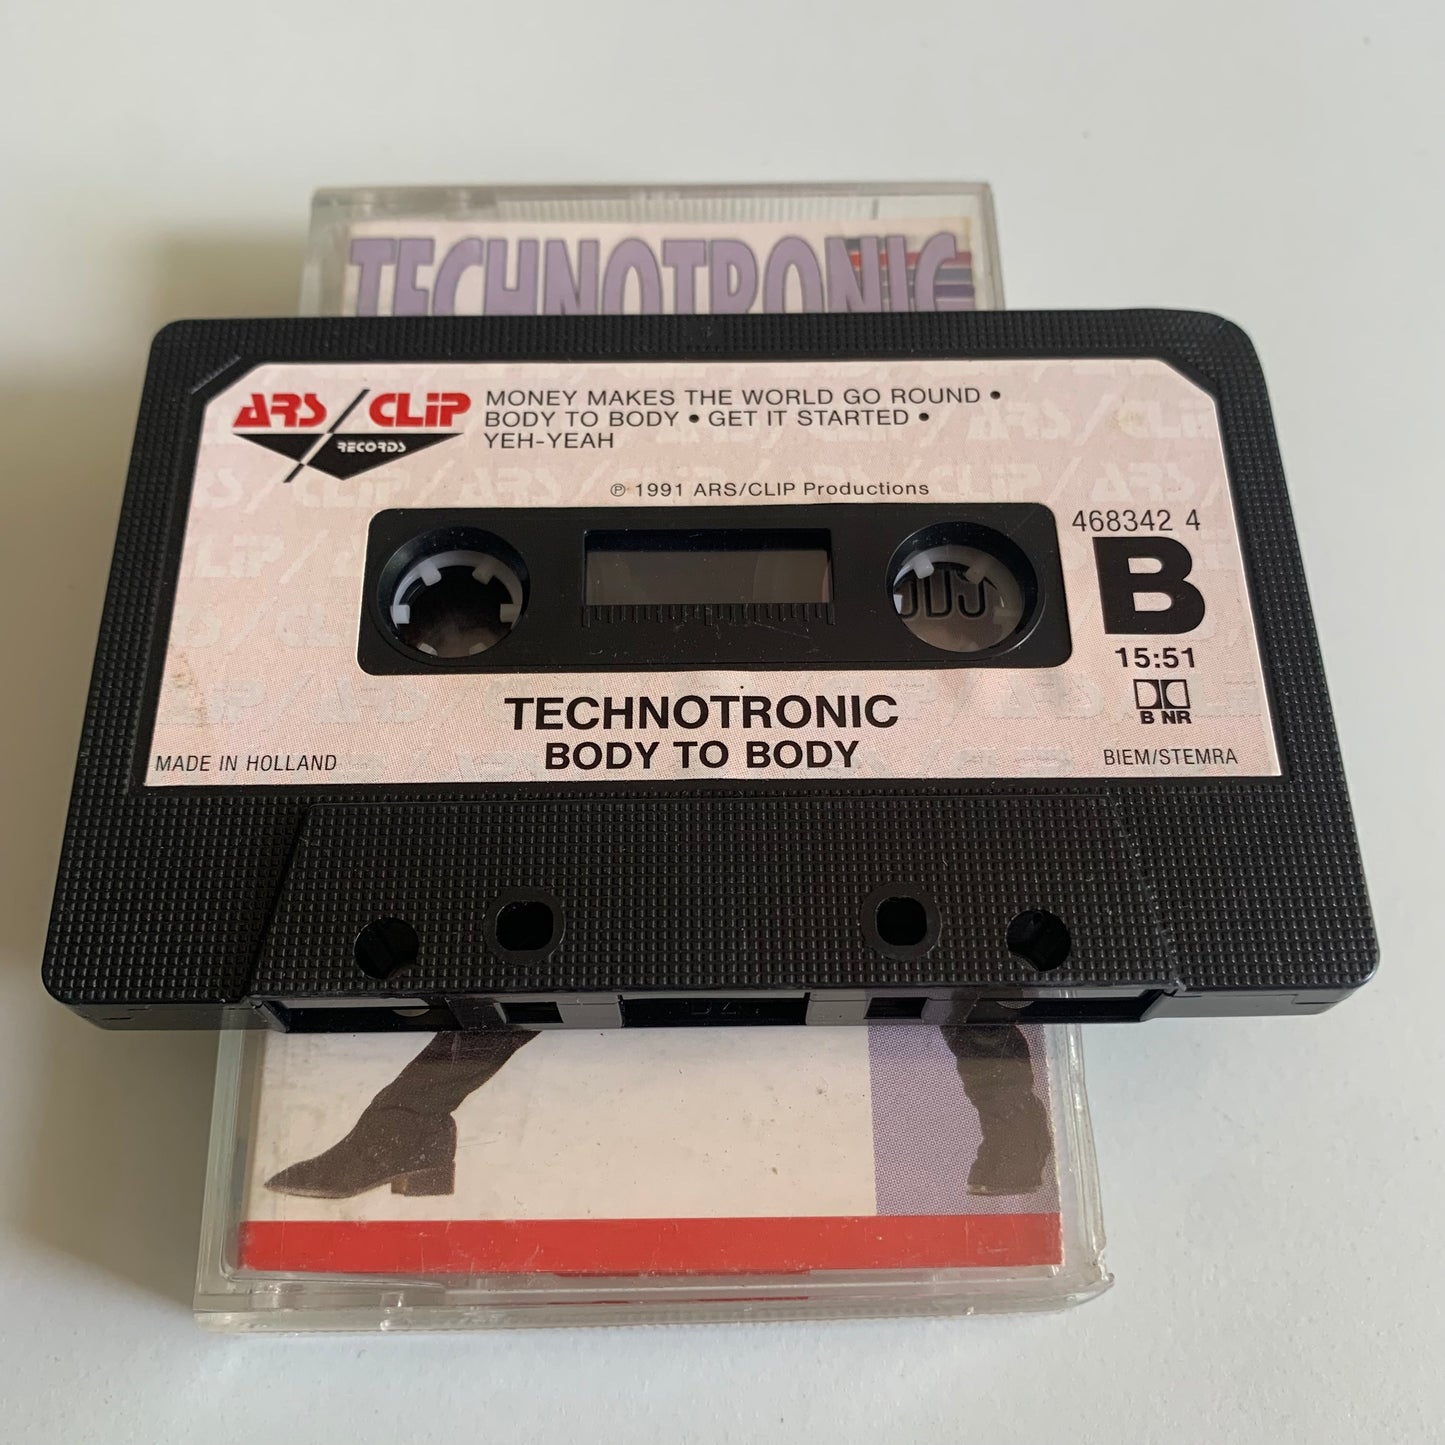 TECHNOTRONIC
ARS/CLIP
RECORDS
MONEY MAKES THE WORLD GO ROUND •
BODY TO BODY • GET IT STARTED •
YEH-YEAH
℗ 1991 ARS/CLIP Productions
468342 4
B
15:51
B NR
TECHNOTRONIC
BODY TO BODY
MADE IN HOLLAND
BIEM/STEMRA